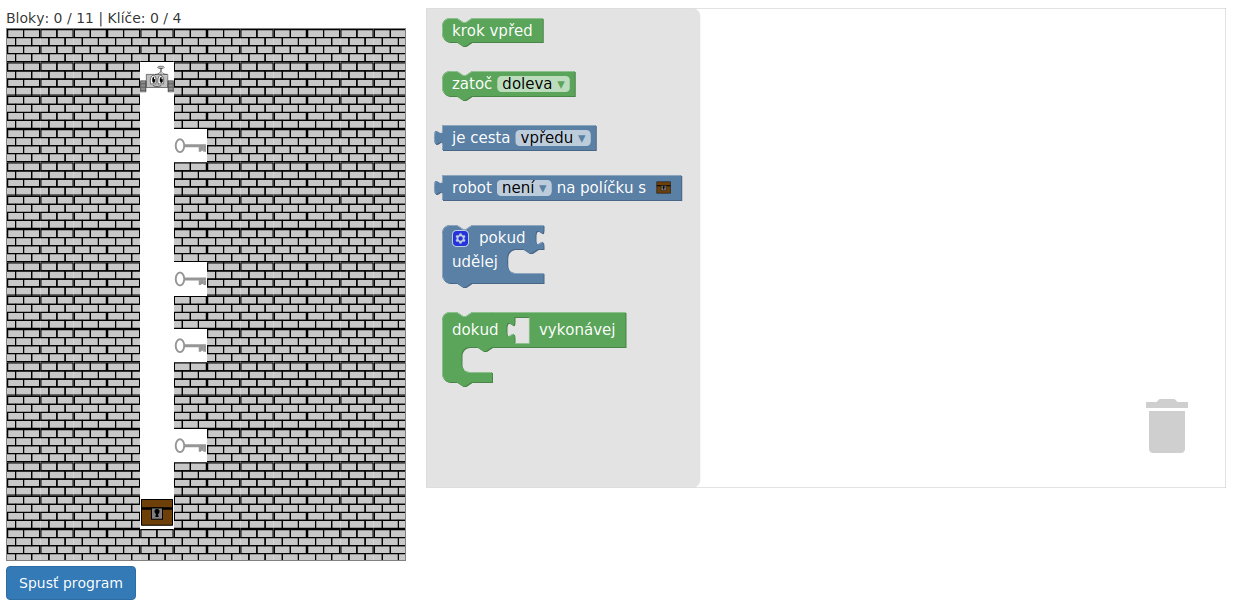 Bloky: 0 / 11 | Klíče: 0 / 4
krok vpřed
zatoč doleva ▾
je cesta vpředu ▾
robot není ▾ na políčku s
pokud
udělej
dokud vykonávej
Spusť program